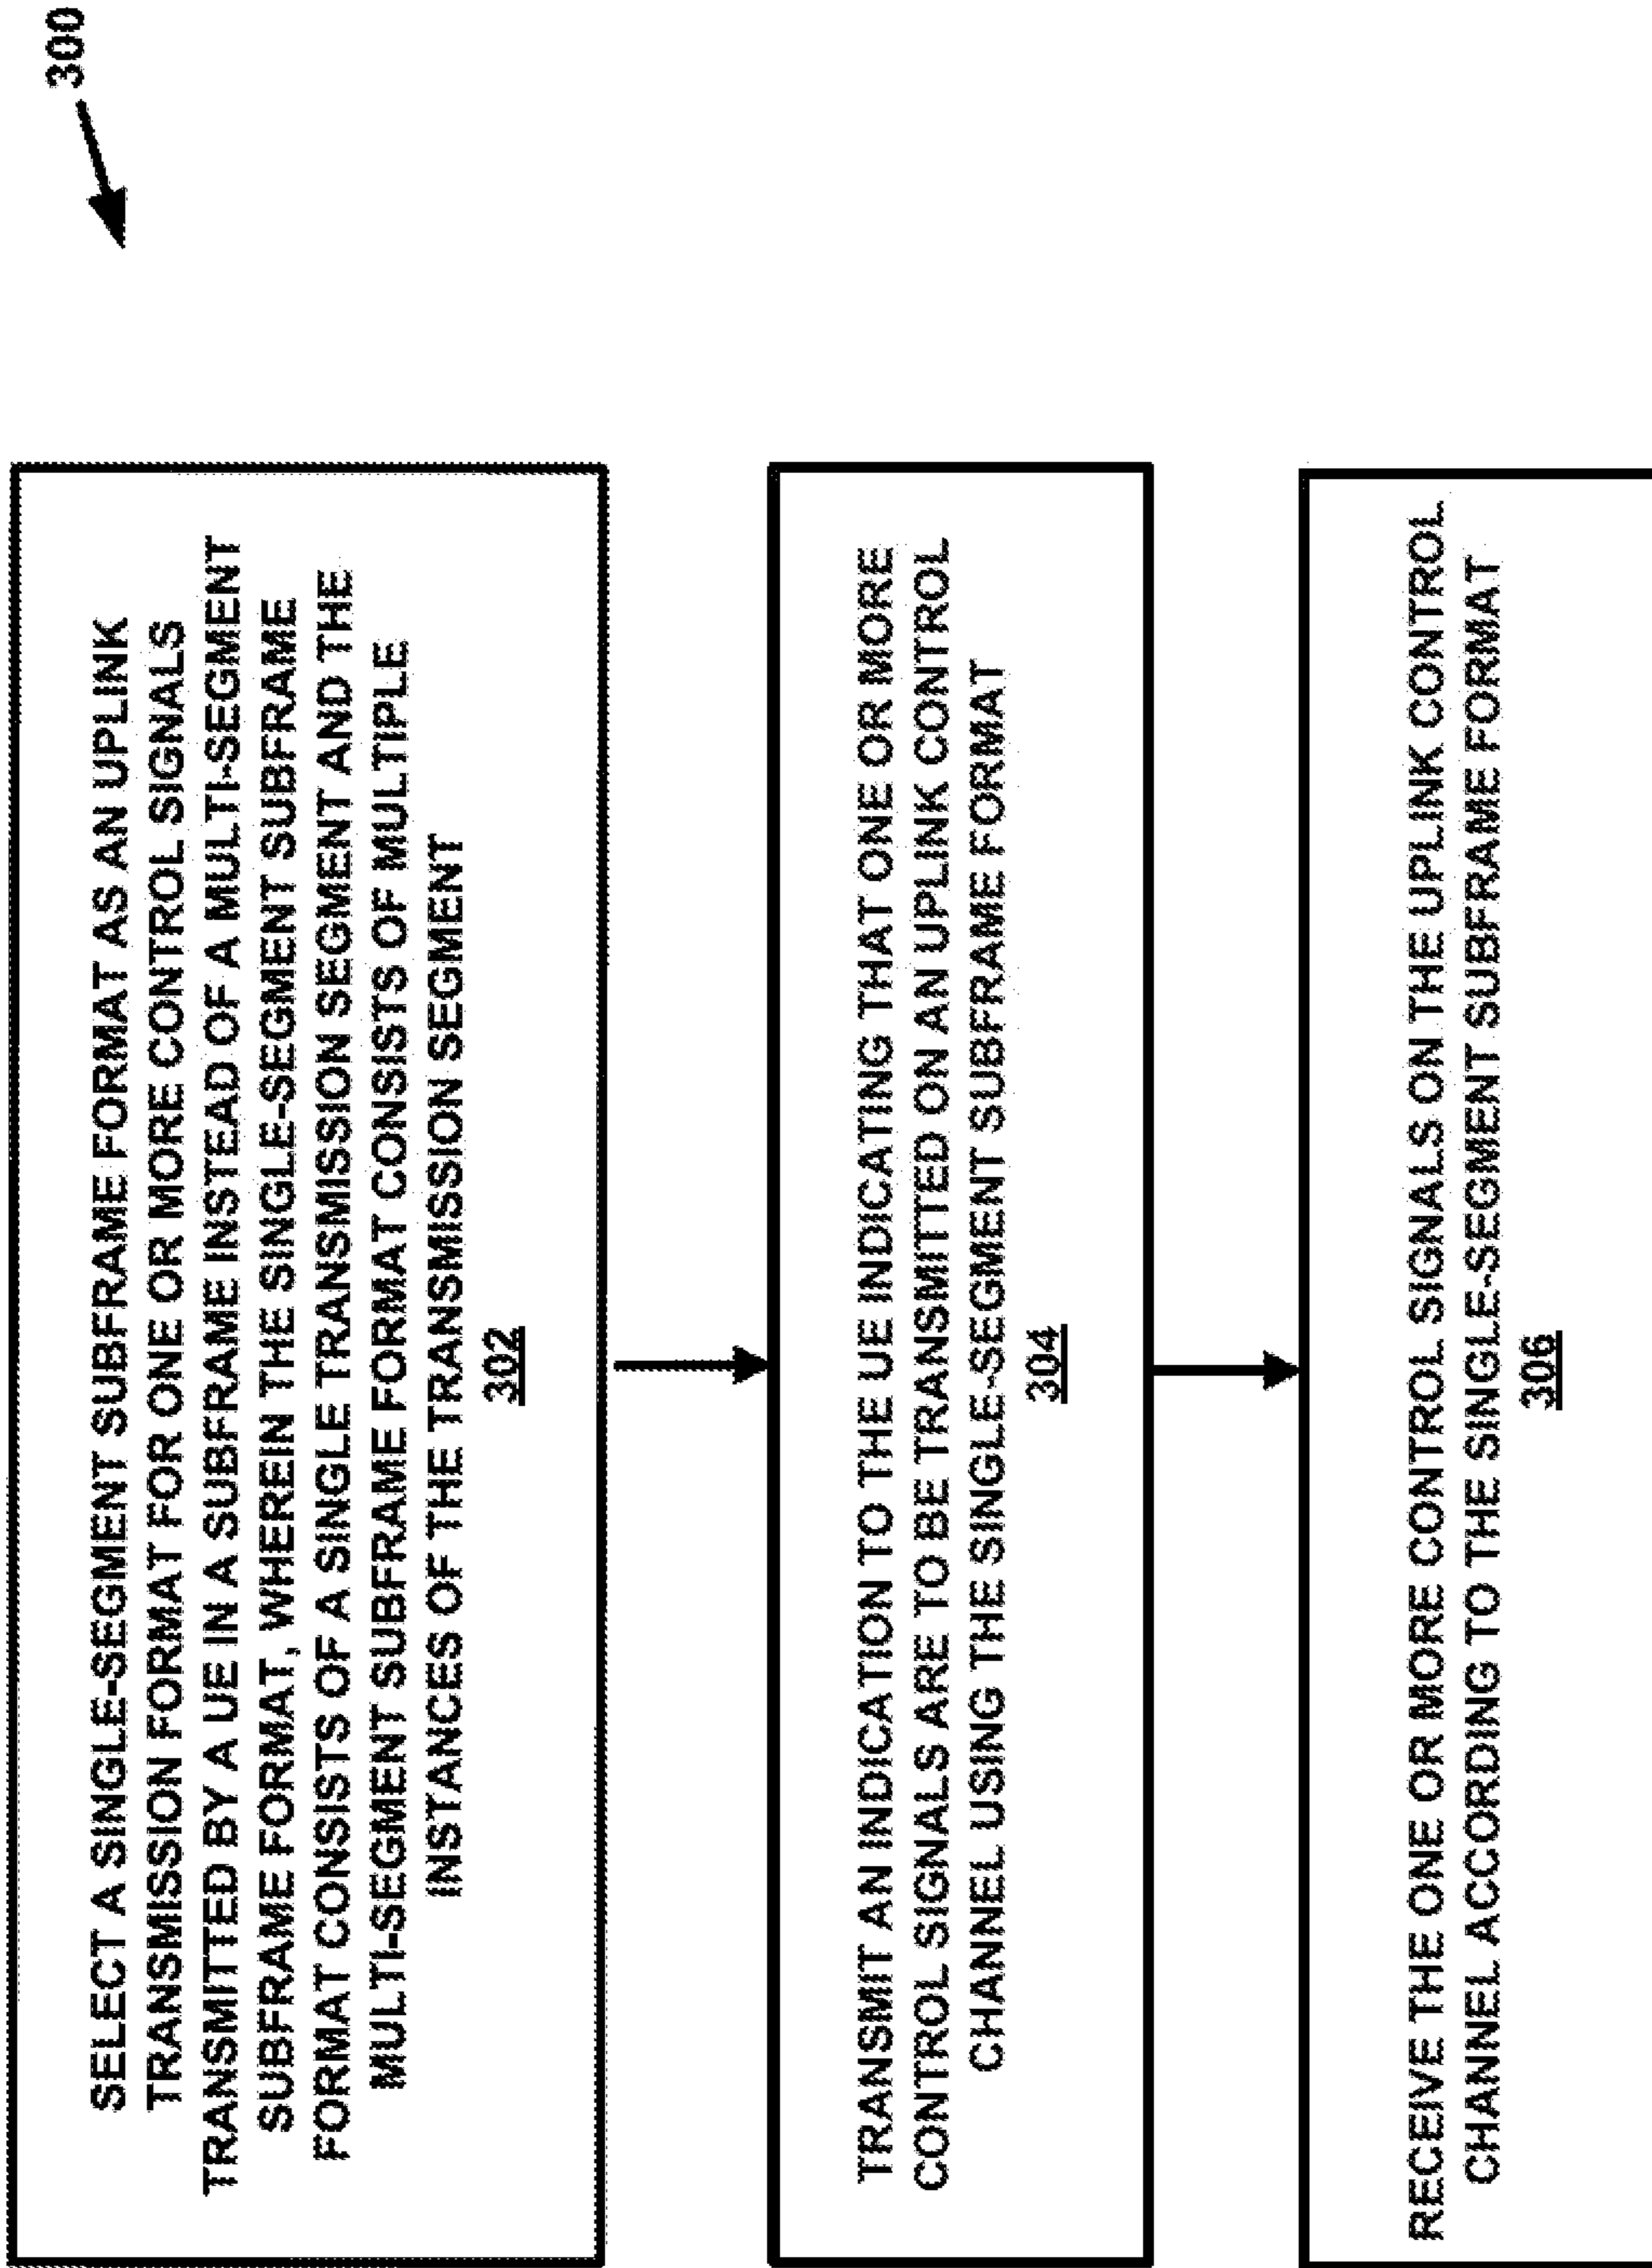 300
SELECT A SINGLE-SEGMENT SUBFRAME FORMAT AS AN UPLINK
TRANSMISSION FORMAT FOR ONE OR MORE CONTROL SIGNALS
TRANSMITTED BY A UE IN A SUBFRAME INSTEAD OF A MULTI-SEGMENT
SUBFRAME FORMAT, WHEREIN THE SINGLE-SEGMENT SUBFRAME
FORMAT CONSISTS OF A SINGLE TRANSMISSION SEGMENT AND THE
MULTI-SEGMENT SUBFRAME FORMAT CONSISTS OF MULTIPLE
INSTANCES OF THE TRANSMISSION SEGMENT
302
TRANSMIT AN INDICATION TO THE UE INDICATING THAT ONE OR MORE
CONTROL SIGNALS ARE TO BE TRANSMITTED ON AN UPLINK CONTROL
CHANNEL USING THE SINGLE-SEGMENT SUBFRAME FORMAT
304
RECEIVE THE ONE OR MORE CONTROL SIGNALS ON THE UPLINK CONTROL
CHANNEL ACCORDING TO THE SINGLE-SEGMENT SUBFRAME FORMAT
306